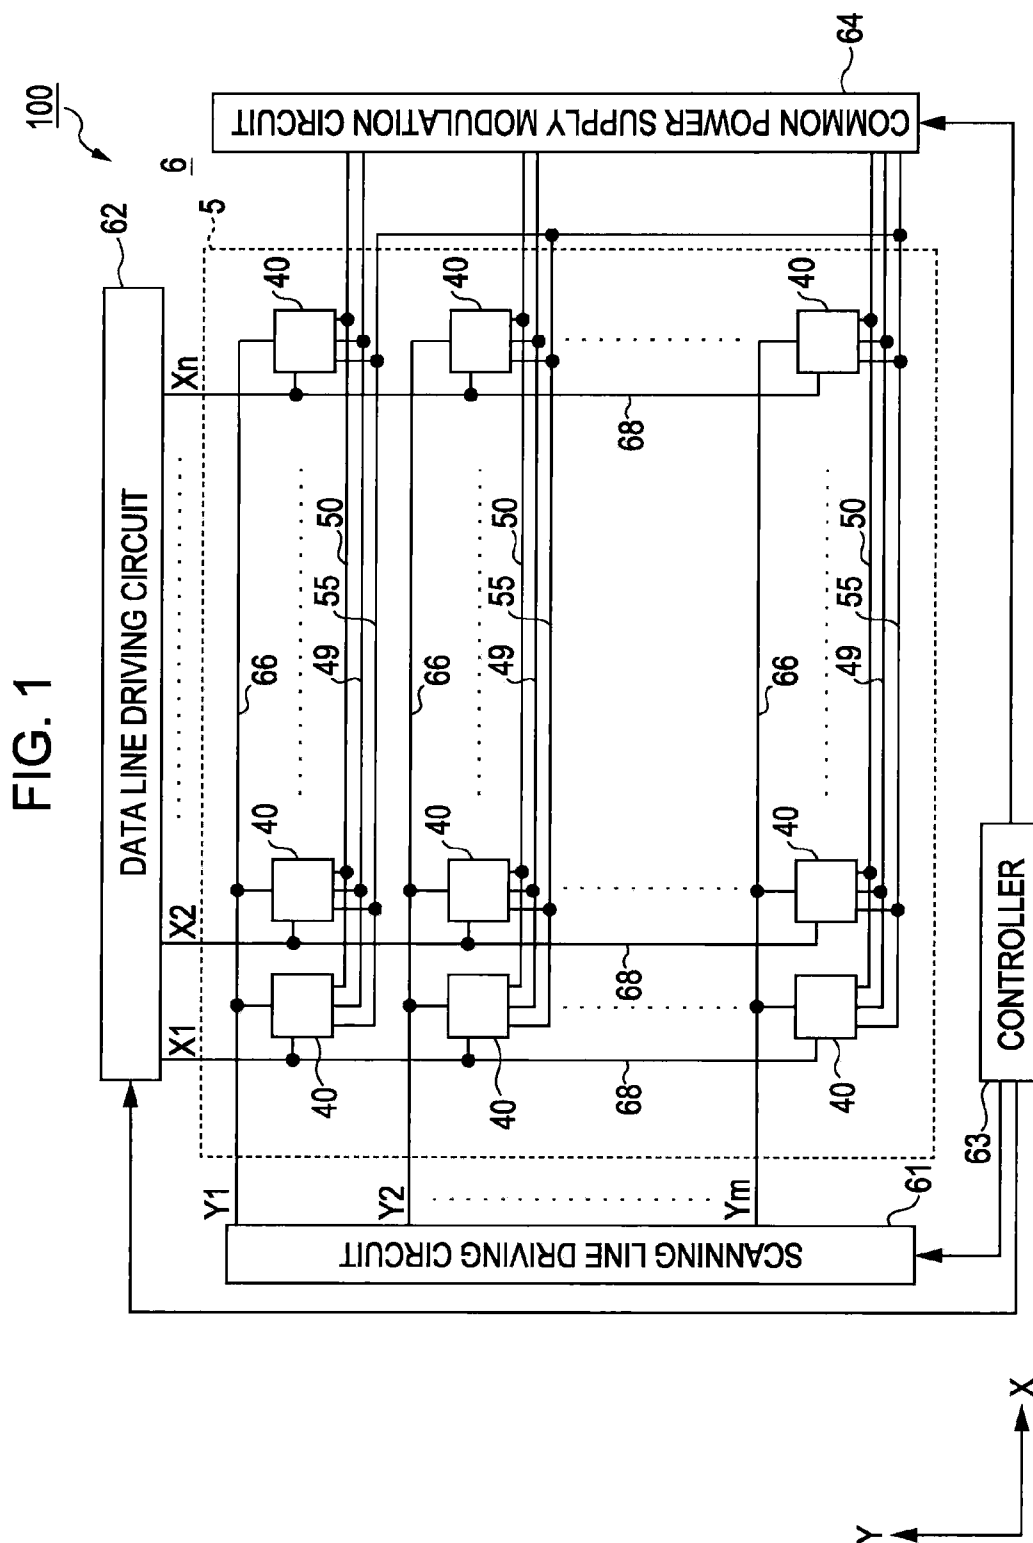 FIG. 1
100
62
DATA LINE DRIVING CIRCUIT
6
5
X1
X2
Xn
64
COMMON POWER SUPPLY MODULATION CIRCUIT
Y1
66
40
40
40
49
55
50
Y2
66
40
40
40
49
55
50
68
68
68
Ym
66
40
40
40
49
55
50
61
SCANNING LINE DRIVING CIRCUIT
63
CONTROLLER
Y
X